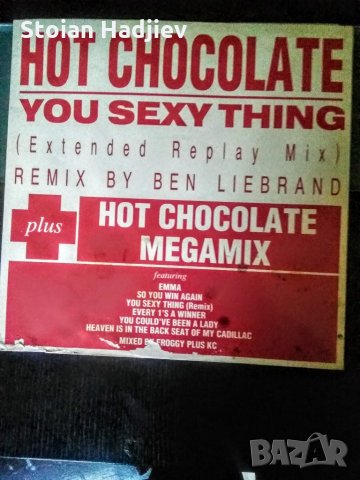 Stoian Hadjiev
HOT CHOCOLATE
YOU SEXY THING
(Extended Replay Mix)
REMIX BY BEN LIEBRAND
plus
HOT CHOCOLATE
MEGAMIX
featuring
EMMA
SO YOU WIN AGAIN
YOU SEXY THING (Remix)
EVERY 1'S A WINNER
YOU COULD'VE BEEN A LADY
HEAVEN IS IN THE BACK SEAT OF MY CADILLAC
MIXED BY FROGGY PLUS KC
BAZAR